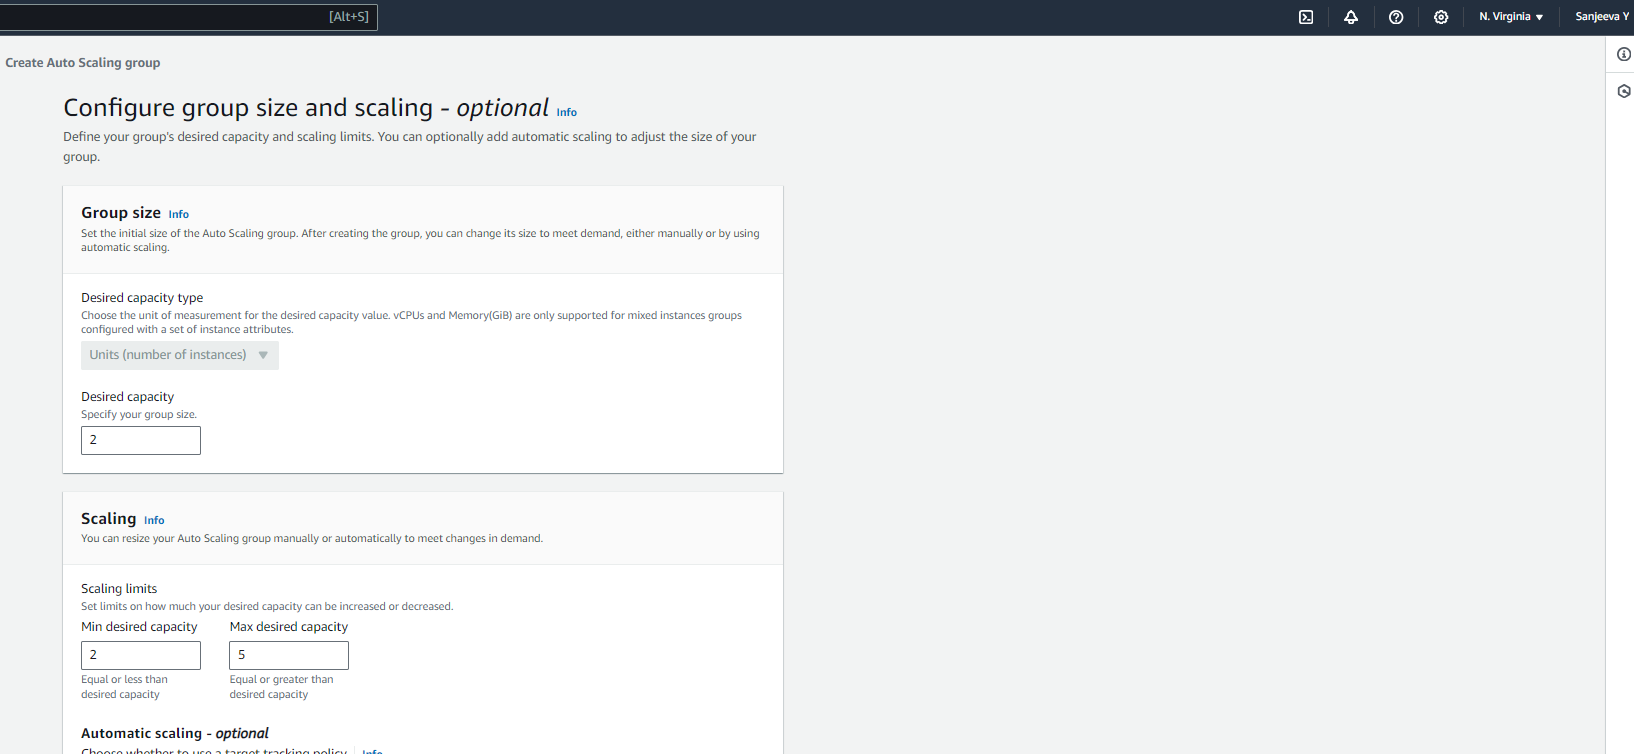 [Alt+S]
N. Virginia
Sanjeeva Y
Create Auto Scaling group
Configure group size and scaling - optional Info
Define your group's desired capacity and scaling limits. You can optionally add automatic scaling to adjust the size of your
group.
Group size Info
Set the initial size of the Auto Scaling group. After creating the group, you can change its size to meet demand, either manually or by using
automatic scaling.
Desired capacity type
Choose the unit of measurement for the desired capacity value. vCPUs and Memory(GiB) are only supported for mixed instances groups
configured with a set of instance attributes.
Units (number of instances)
Desired capacity
Specify your group size.
2
Scaling Info
You can resize your Auto Scaling group manually or automatically to meet changes in demand.
Scaling limits
Set limits on how much your desired capacity can be increased or decreased.
Min desired capacity Max desired capacity
2 5
Equal or less than Equal or greater than
desired capacity desired capacity
Automatic scaling - optional
Choose whether to use a target tracking policy Info